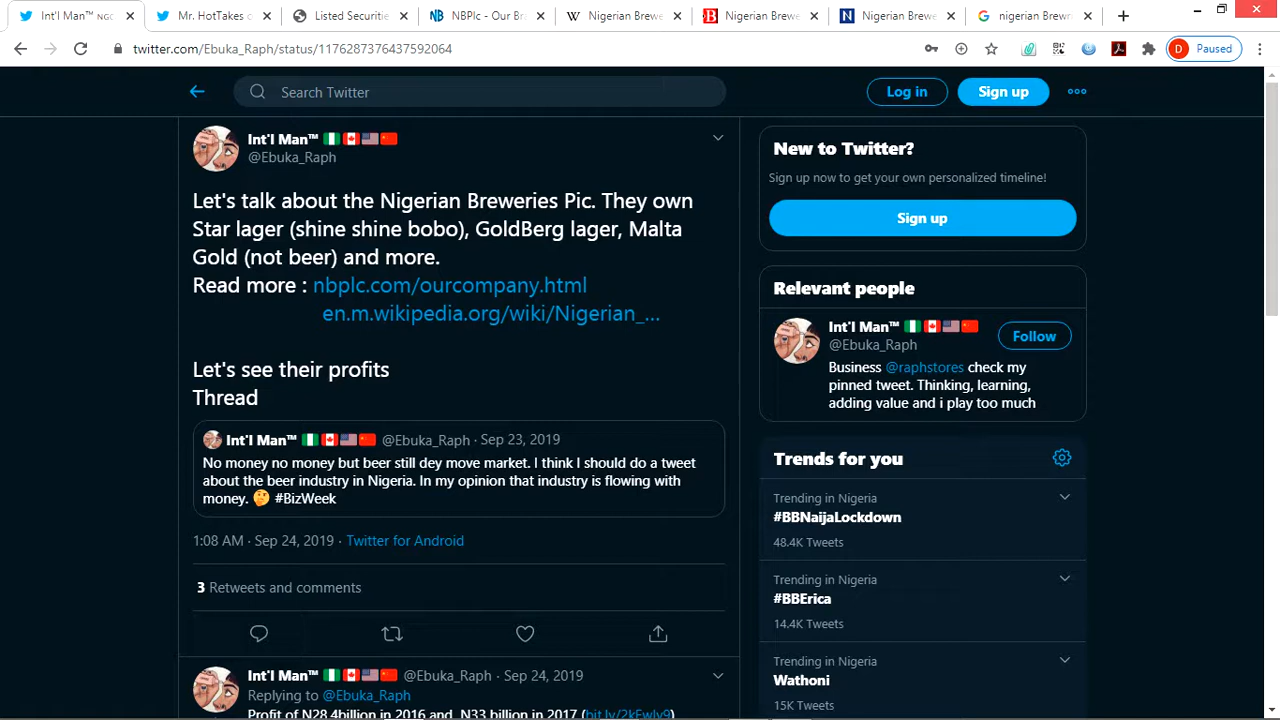 Int'l Man™ NGC
Mr. HotTakes.c
Listed Securitie
NBPlc - Our Br
Nigerian Brewe
Nigerian Brewe
Nigerian Brewe
nigerian Brew
twitter.com/Ebuka_Raph/status/1176287376437592064
D Paused
Search Twitter
Log in
Sign up
Int'l Man™
@Ebuka_Raph
Let's talk about the Nigerian Breweries Pic. They own
Star lager (shine shine bobo), GoldBerg lager, Malta
Gold (not beer) and more.
Read more : nbplc.com/ourcompany.html
en.m.wikipedia.org/wiki/Nigerian_...
Let's see their profits
Thread
Int'l Man™ @Ebuka_Raph · Sep 23, 2019
No money no money but beer still dey move market. I think I should do a tweet
about the beer industry in Nigeria. In my opinion that industry is flowing with
money. 🤔 #BizWeek
1:08 AM · Sep 24, 2019 · Twitter for Android
3 Retweets and comments
Int'l Man™ @Ebuka_Raph · Sep 24, 2019
Replying to @Ebuka_Raph
Profit of N28.4billion in 2016 and N33 billion in 2017 (bit.ly/2kEwIv9)
New to Twitter?
Sign up now to get your own personalized timeline!
Sign up
Relevant people
Int'l Man™
@Ebuka_Raph
Follow
Business @raphstores check my
pinned tweet. Thinking, learning,
adding value and i play too much
Trends for you
Trending in Nigeria
#BBNaijaLockdown
48.4K Tweets
Trending in Nigeria
#BBErica
14.4K Tweets
Trending in Nigeria
Wathoni
15K Tweets